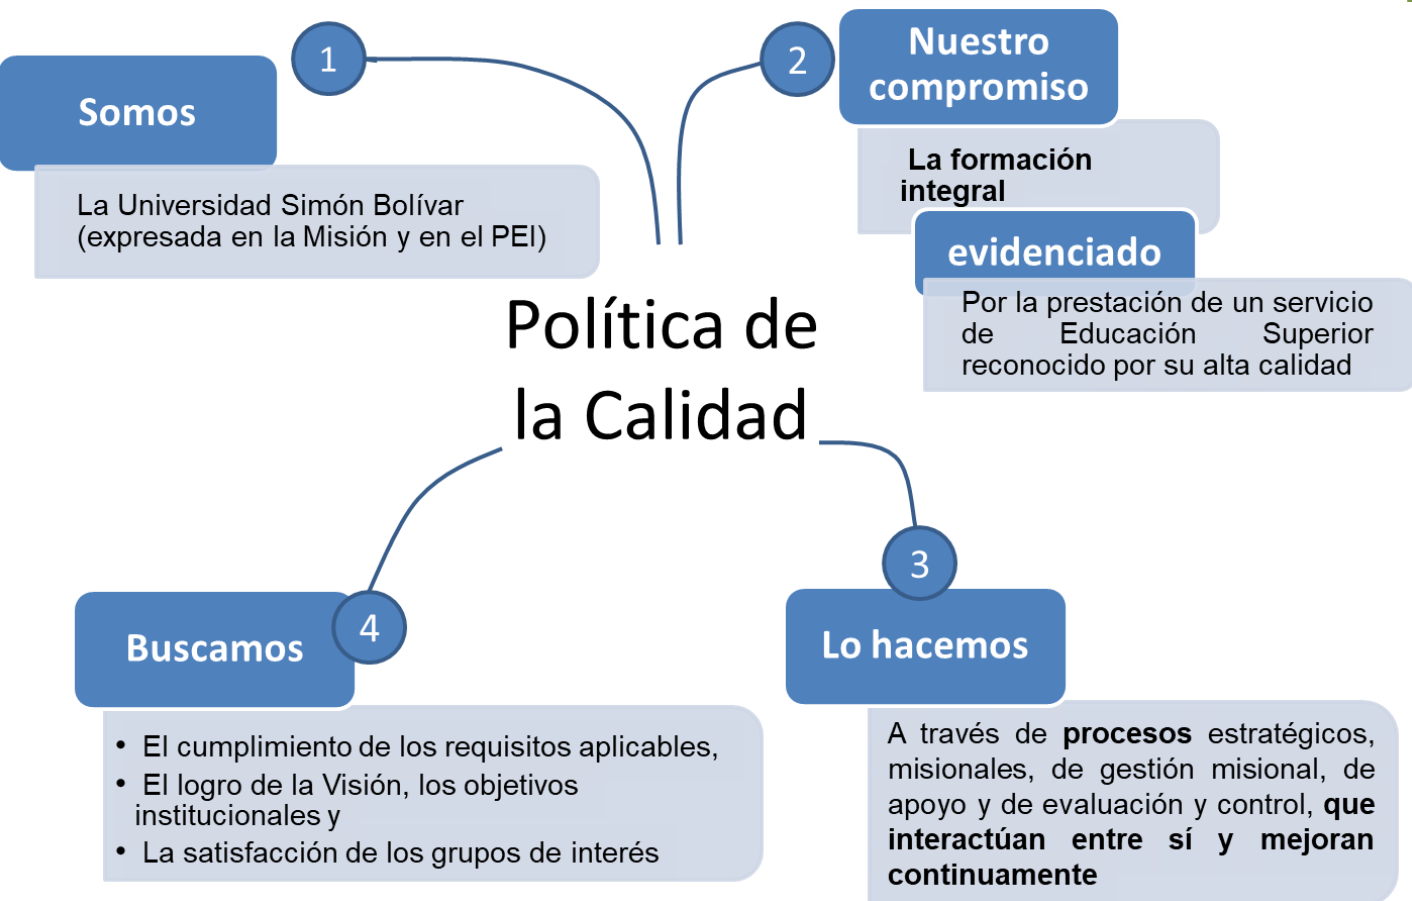 1
Somos
La Universidad Simón Bolívar
(expresada en la Misión y en el PEI)
2
Nuestro
compromiso
La formación
integral
evidenciado
Por la prestación de un servicio
de Educación Superior
reconocido por su alta calidad
Política de
la Calidad
3
Lo hacemos
A través de procesos estratégicos,
misionales, de gestión misional, de
apoyo y de evaluación y control, que
interactúan entre sí y mejoran
continuamente
4
Buscamos
• El cumplimiento de los requisitos aplicables,
• El logro de la Visión, los objetivos
institucionales y
• La satisfacción de los grupos de interés